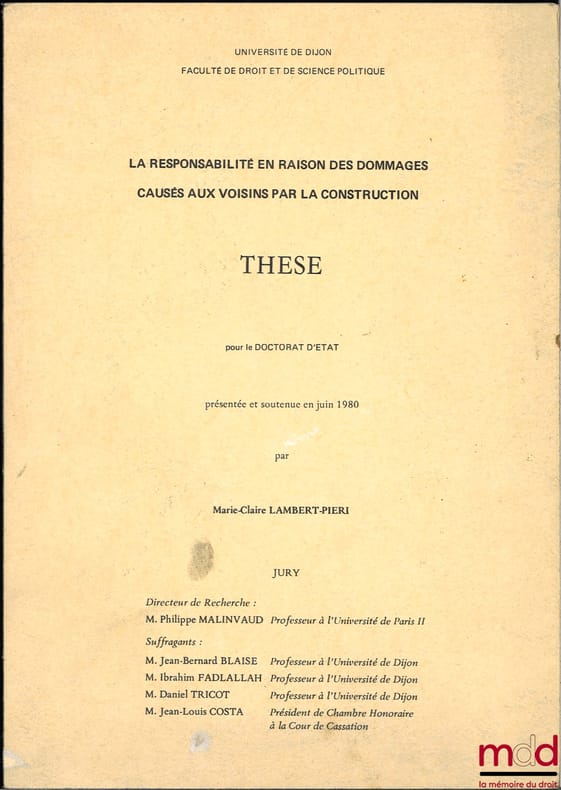 UNIVERSITÉ DE DIJON
FACULTÉ DE DROIT ET DE SCIENCE POLITIQUE
LA RESPONSABILITÉ EN RAISON DES DOMMAGES
CAUSÉS AUX VOISINS PAR LA CONSTRUCTION
THESE
pour le DOCTORAT D'ETAT
présentée et soutenue en juin 1980
par
Marie-Claire LAMBERT-PIERI
JURY
Directeur de Recherche :
M. Philippe MALINVAUD Professeur à l'Université de Paris II
Suffragants :
M. Jean-Bernard BLAISE Professeur à l'Université de Dijon
M. Ibrahim FADLALLAH Professeur à l'Université de Dijon
M. Daniel TRICOT Professeur à l'Université de Dijon
M. Jean-Louis COSTA Président de Chambre Honoraire
à la Cour de Cassation
mdd
la mémoire du droit